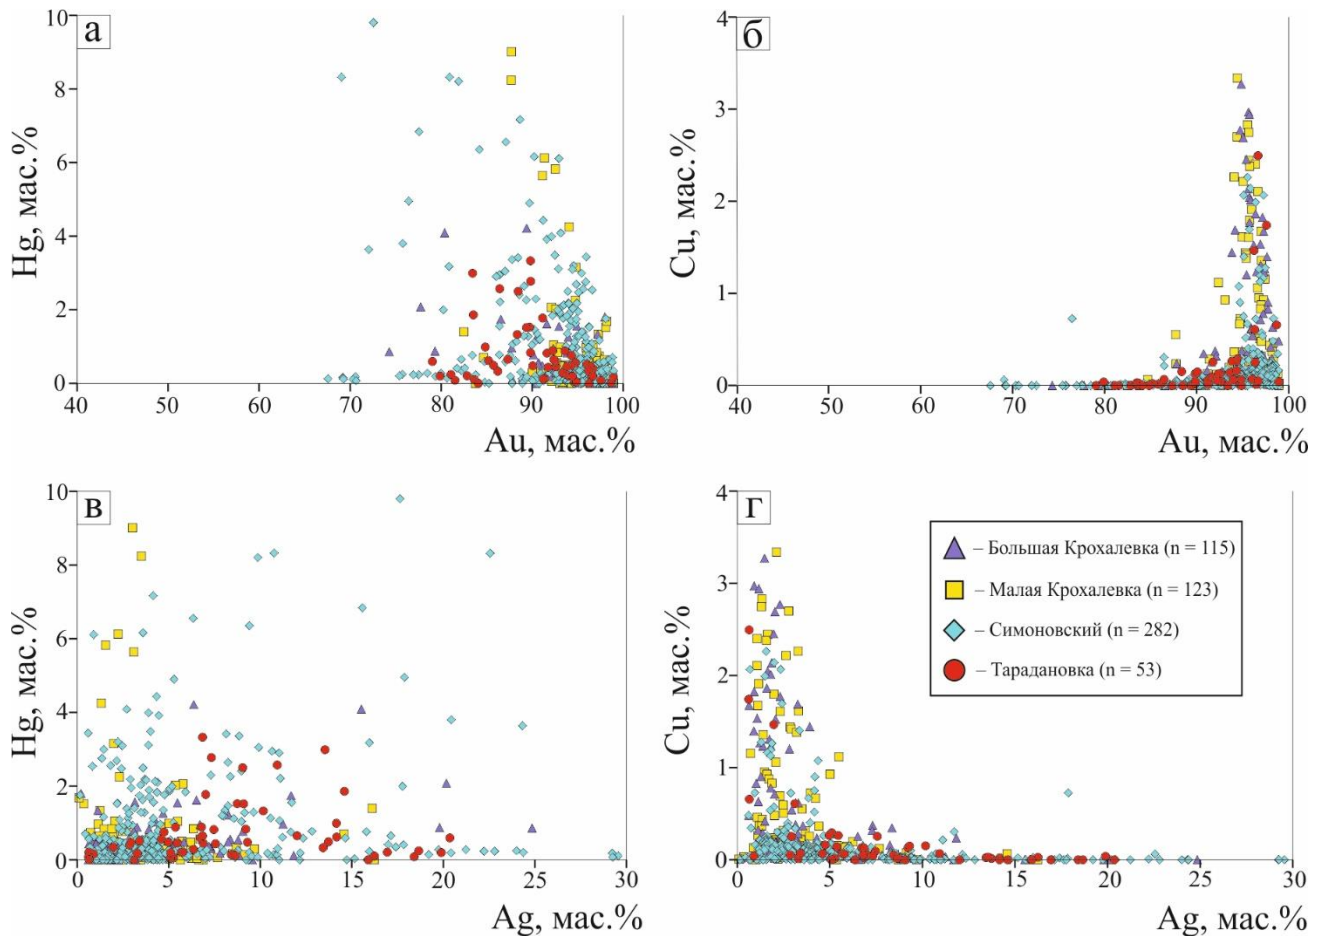 а
10
8
6
4
2
0
Hg, мас.%
40 50 60 70 80 90 100
Au, мас.%
б
4
3
2
1
0
Cu, мас.%
40 50 60 70 80 90 100
Au, мас.%
в
10
8
6
4
2
0
Hg, мас.%
0 5 10 15 20 25 30
Ag, мас.%
г
4
3
2
1
0
Cu, мас.%
0 5 10 15 20 25 30
Ag, мас.%
– Большая Крохалевка (n = 115)
– Малая Крохалевка (n = 123)
– Симоновский (n = 282)
– Тарадановка (n = 53)